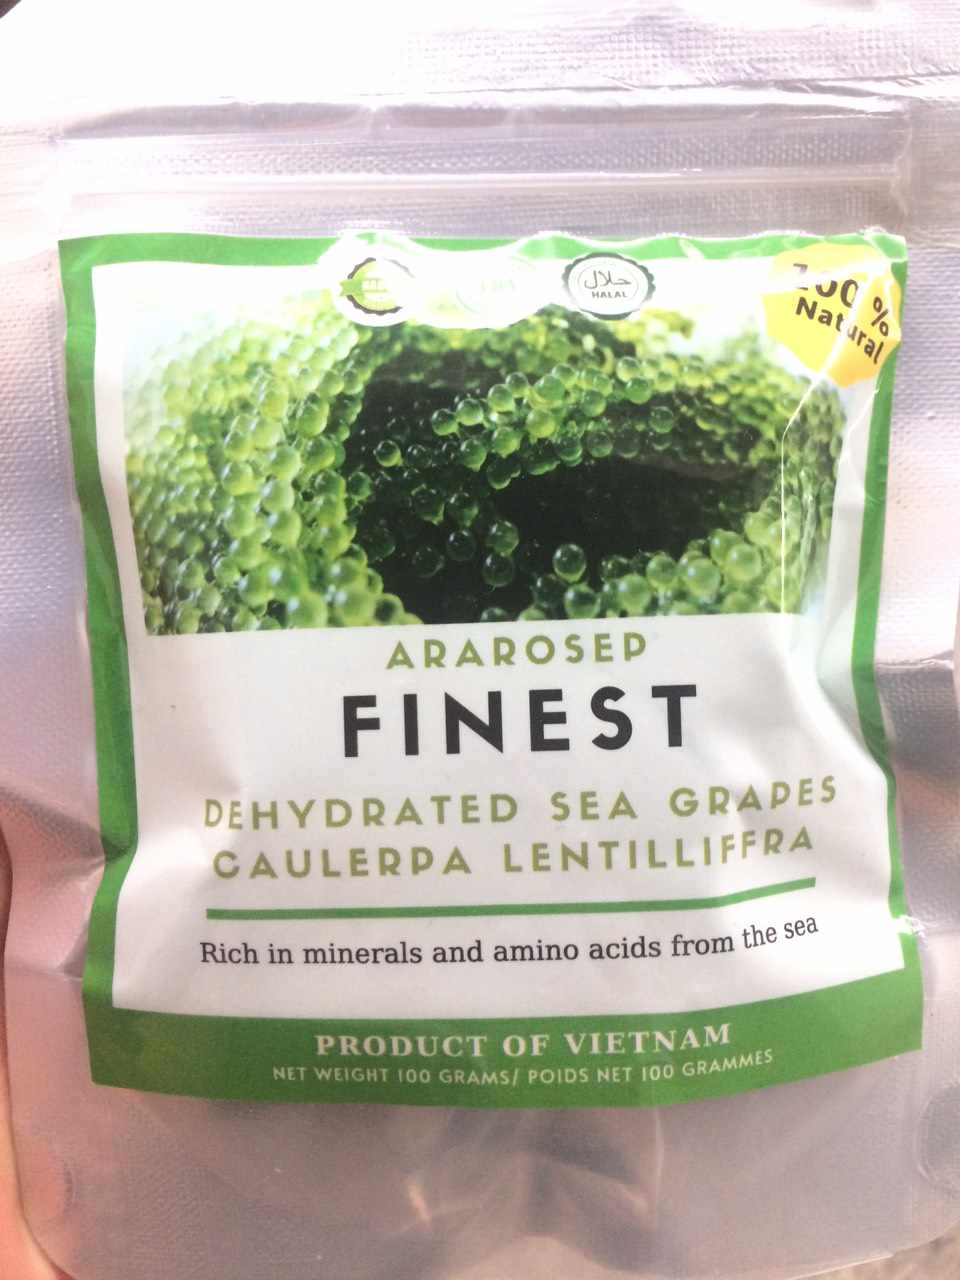 FDA
حلال
HALAL
100 %
Natural
ARAROSEP
FINEST
DEHYDRATED SEA GRAPES
CAULERPA LENTILLIFFRA
Rich in minerals and amino acids from the sea
PRODUCT OF VIETNAM
NET WEIGHT 100 GRAMS/ POIDS NET 100 GRAMMES